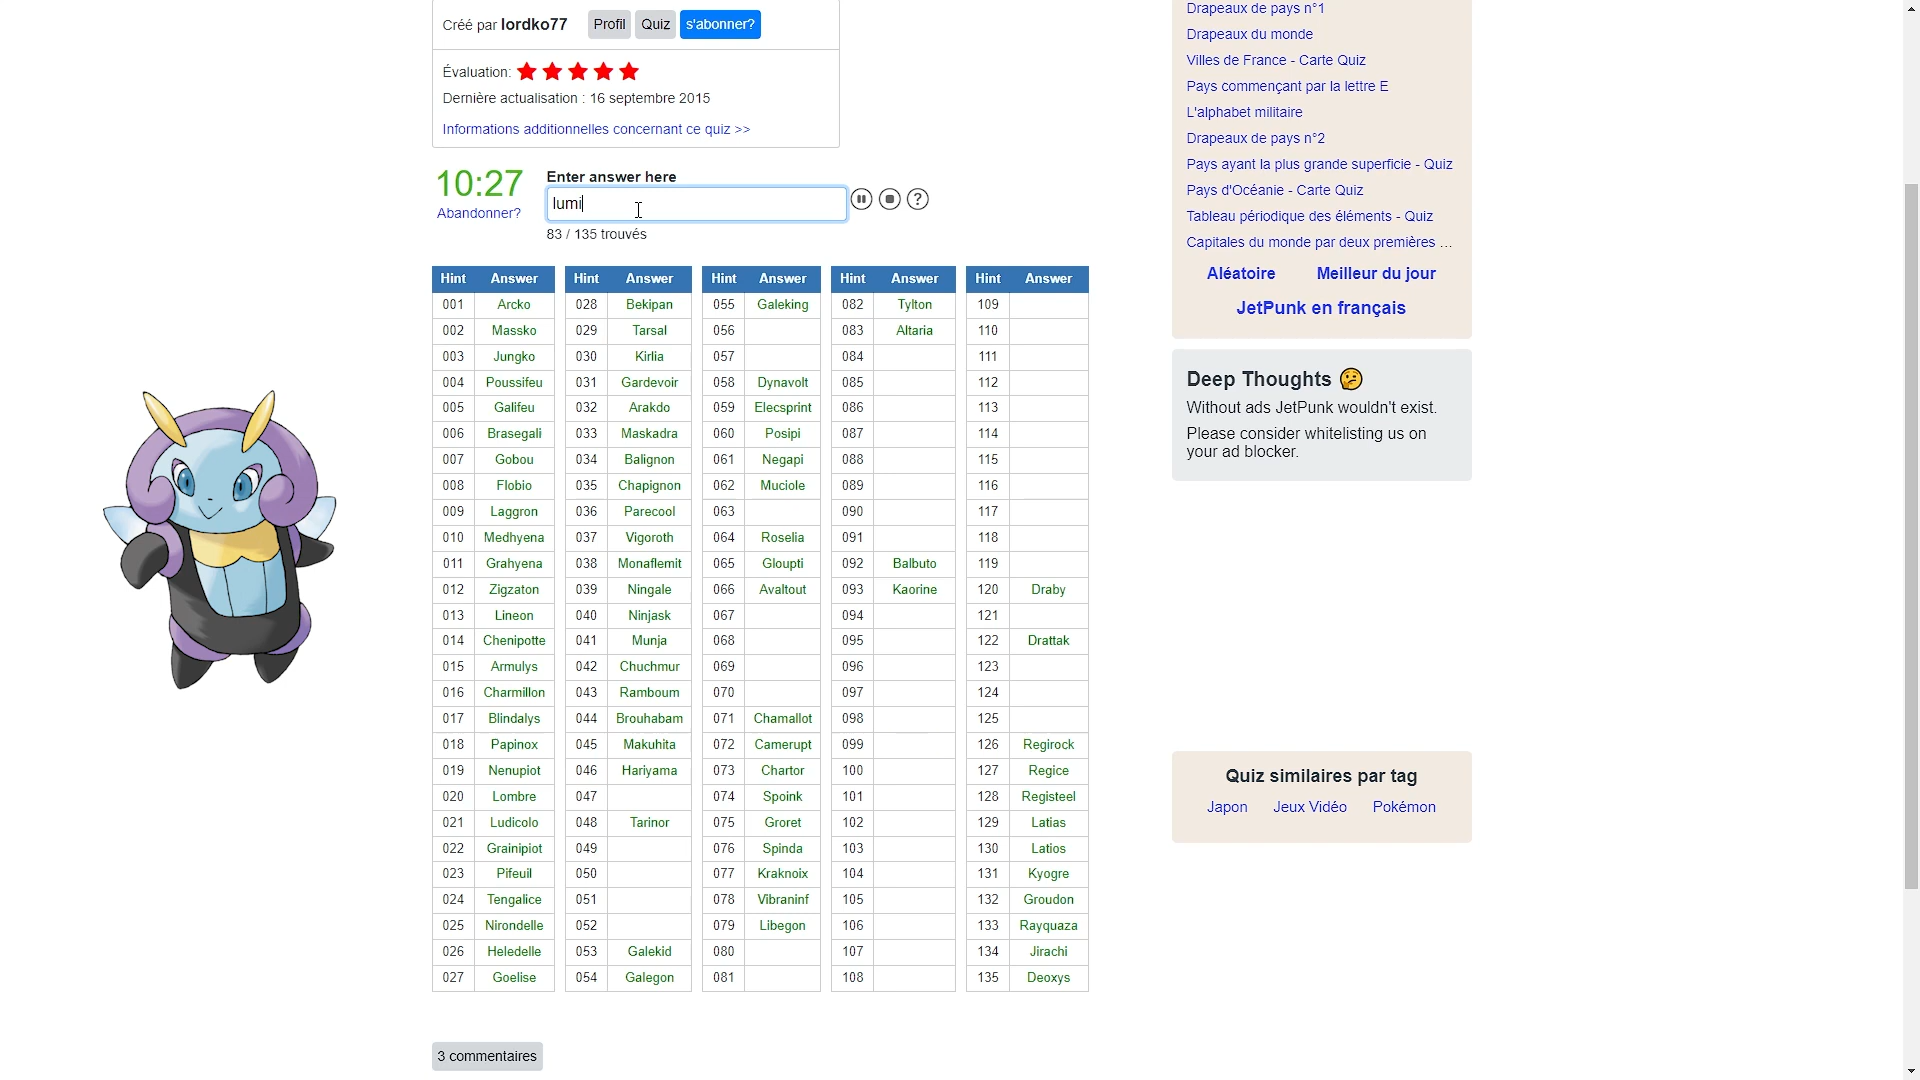 Créé par lordko77 Profil Quiz s'abonner?
Évaluation:
Dernière actualisation : 16 septembre 2015
Informations additionnelles concernant ce quiz >>
10:27
Abandonner?
Enter answer here
lumi
83 / 135 trouvés
Hint Answer
001 Arcko
002 Massko
003 Jungko
004 Poussifeu
005 Galifeu
006 Brasegali
007 Gobou
008 Flobio
009 Laggron
010 Medhyena
011 Grahyena
012 Zigzaton
013 Lineon
014 Chenipotte
015 Armulys
016 Charmillon
017 Blindalys
018 Papinox
019 Nenupiot
020 Lombre
021 Ludicolo
022 Grainipiot
023 Pifeuil
024 Tengalice
025 Nirondelle
026 Heledelle
027 Goelise
Hint Answer
028 Bekipan
029 Tarsal
030 Kirlia
031 Gardevoir
032 Arakdo
033 Maskadra
034 Balignon
035 Chapignon
036 Parecool
037 Vigoroth
038 Monaflemit
039 Ningale
040 Ninjask
041 Munja
042 Chuchmur
043 Ramboum
044 Brouhabam
045 Makuhita
046 Hariyama
047
048 Tarinor
049
050
051
052
053 Galekid
054 Galegon
Hint Answer
055 Galeking
056
057
058 Dynavolt
059 Elecsprint
060 Posipi
061 Negapi
062 Muciole
063
064 Roselia
065 Gloupti
066 Avaltout
067
068
069
070
071 Chamallot
072 Camerupt
073 Chartor
074 Spoink
075 Groret
076 Spinda
077 Kraknoix
078 Vibraninf
079 Libegon
080
081
Hint Answer
082 Tylton
083 Altaria
084
085
086
087
088
089
090
091
092 Balbuto
093 Kaorine
094
095
096
097
098
099
100
101
102
103
104
105
106
107
108
Hint Answer
109
110
111
112
113
114
115
116
117
118
119
120 Draby
121
122 Drattak
123
124
125
126 Regirock
127 Regice
128 Registeel
129 Latias
130 Latios
131 Kyogre
132 Groudon
133 Rayquaza
134 Jirachi
135 Deoxys
3 commentaires
Drapeaux de pays n°1
Drapeaux du monde
Villes de France - Carte Quiz
Pays commençant par la lettre E
L'alphabet militaire
Drapeaux de pays n°2
Pays ayant la plus grande superficie - Quiz
Pays d'Océanie - Carte Quiz
Tableau périodique des éléments - Quiz
Capitales du monde par deux premières ...
Aléatoire Meilleur du jour
JetPunk en français
Deep Thoughts
Without ads JetPunk wouldn't exist.
Please consider whitelisting us on
your ad blocker.
Quiz similaires par tag
Japon Jeux Vidéo Pokémon